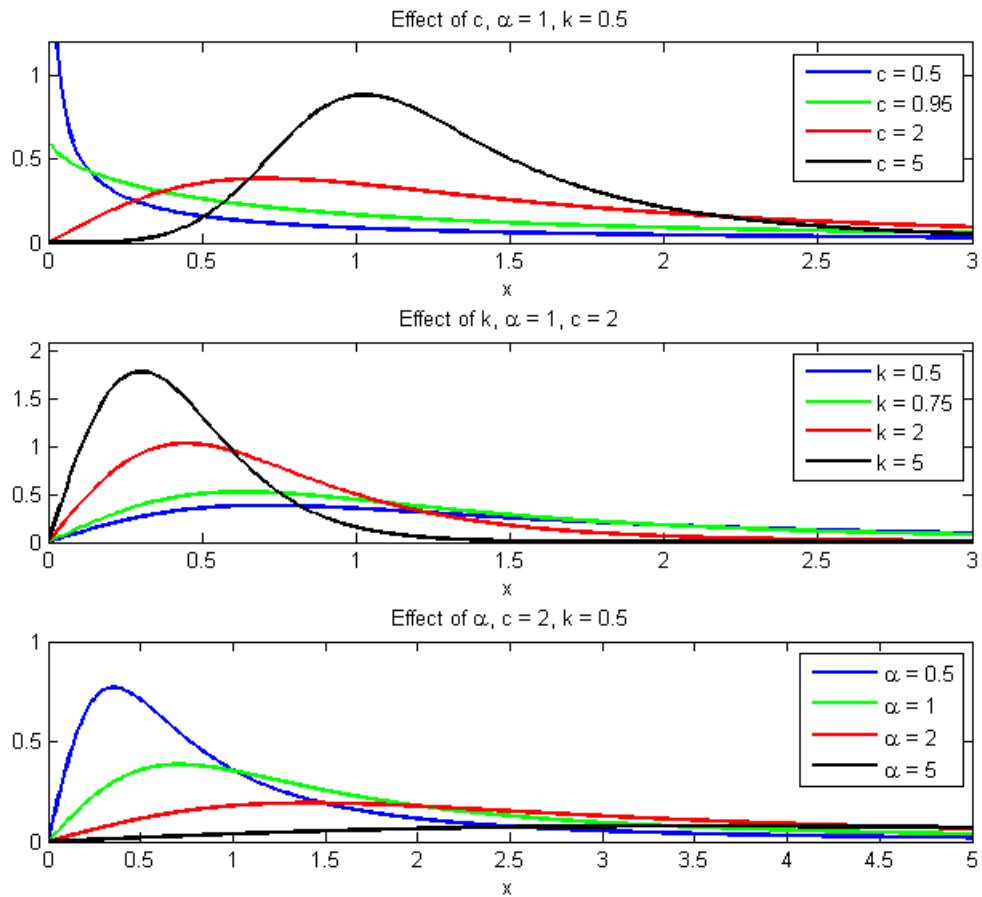 Effect of c, α = 1, k = 0.5
1
0.5
0
c = 0.5
c = 0.95
c = 2
c = 5
0 0.5 1 1.5 2 2.5 3
x
Effect of k, α = 1, c = 2
2
1.5
1
0.5
0
k = 0.5
k = 0.75
k = 2
k = 5
0 0.5 1 1.5 2 2.5 3
x
Effect of α, c = 2, k = 0.5
1
0.5
0
α = 0.5
α = 1
α = 2
α = 5
0 0.5 1 1.5 2 2.5 3 3.5 4 4.5 5
x